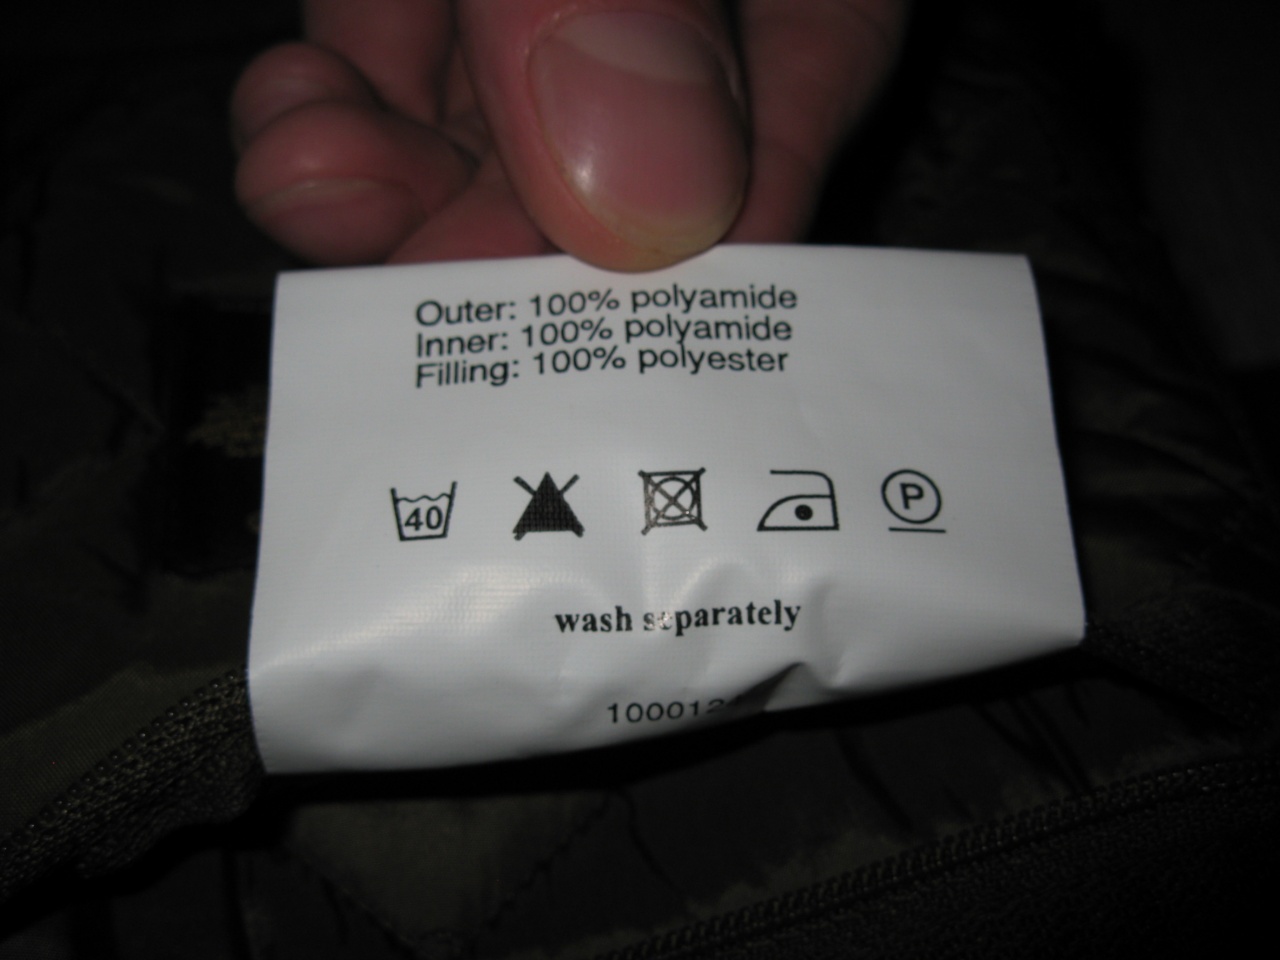 Outer: 100% polyamide
Inner: 100% polyamide
Filling: 100% polyester
40 P
wash separately